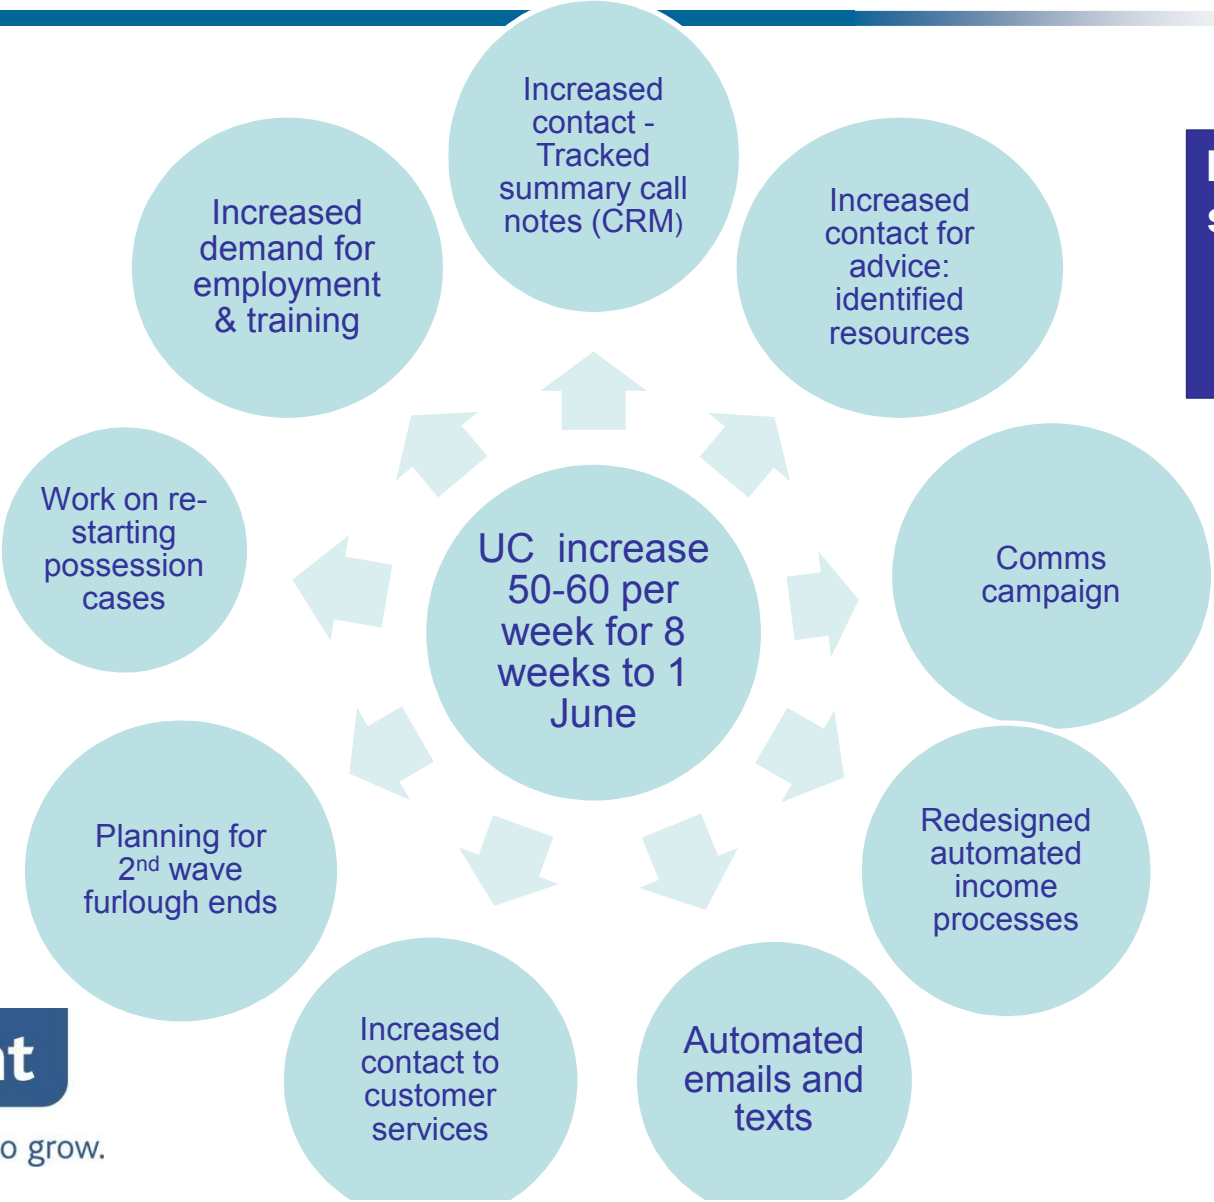 Increased
contact -
Tracked
summary call
notes (CRM)
Increased
contact for
advice:
identified
resources
Comms
campaign
Redesigned
automated
income
processes
Automated
emails and
texts
Increased
contact to
customer
services
Planning for
2nd wave
furlough ends
Work on re-
starting
possession
cases
Increased
demand for
employment
& training
UC  increase
50-60 per
week for 8
weeks to 1
June
o grow.